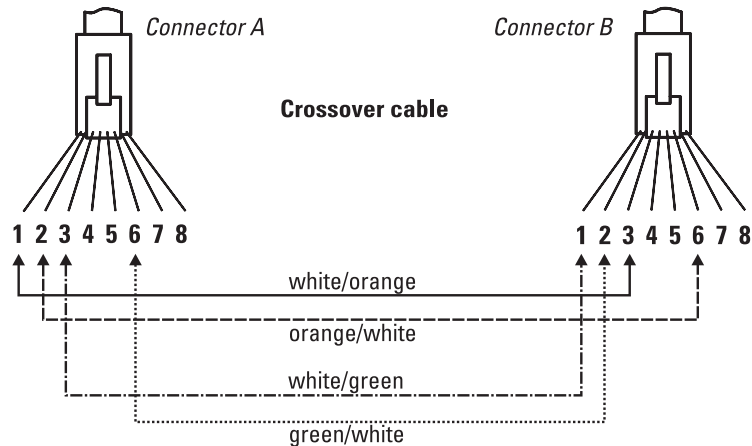 Connector A
Connector B
Crossover cable
1 2 3 4 5 6 7 8
1 2 3 4 5 6 7 8
white/orange
orange/white
white/green
green/white